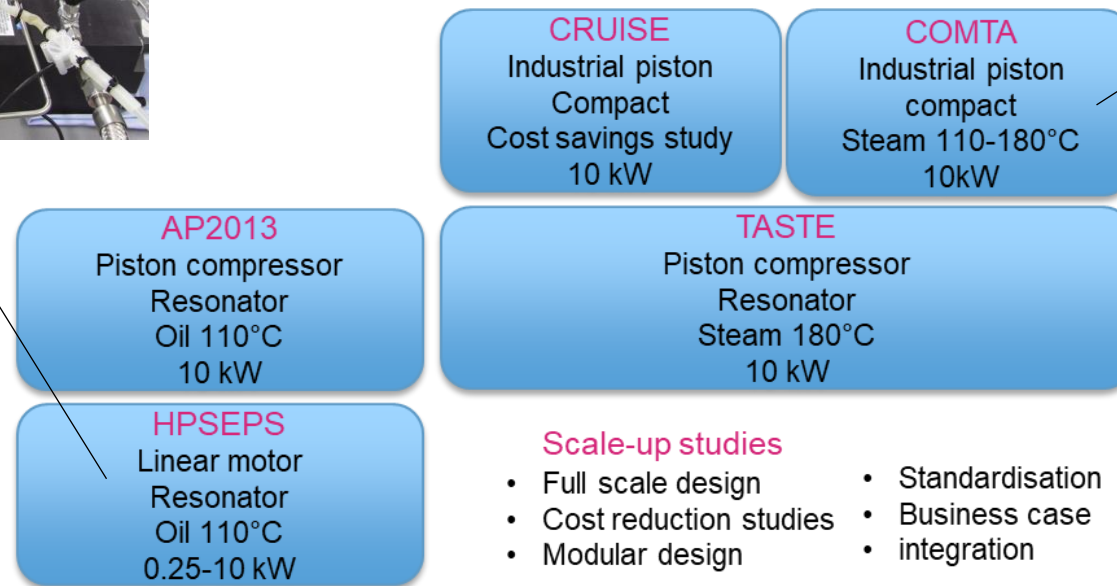 CRUISE
Industrial piston
Compact
Cost savings study
10 kW
COMTA
Industrial piston
compact
Steam 110-180°C
10kW
AP2013
Piston compressor
Resonator
Oil 110°C
10 kW
TASTE
Piston compressor
Resonator
Steam 180°C
10 kW
HPSEPS
Linear motor
Resonator
Oil 110°C
0.25-10 kW
Scale-up studies
• Full scale design
• Cost reduction studies
• Modular design
• Standardisation
• Business case
• integration